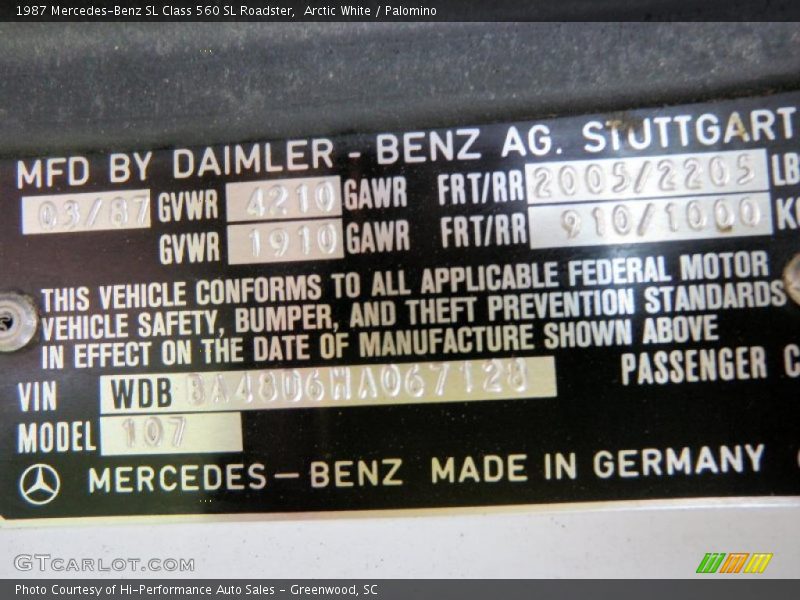 1987 Mercedes-Benz SL Class 560 SL Roadster,  Arctic White / Palomino
MFD BY DAIMLER - BENZ AG. STUTTGART
03/87 GVWR 4210 GAWR FRT/RR 2005/2205 LB
GVWR 1910 GAWR FRT/RR 910/1000 KG
THIS VEHICLE CONFORMS TO ALL APPLICABLE FEDERAL MOTOR
VEHICLE SAFETY, BUMPER, AND THEFT PREVENTION STANDARDS
IN EFFECT ON THE DATE OF MANUFACTURE SHOWN ABOVE
VIN WDB BA48D6HA067128 PASSENGER C
MODEL 107
MERCEDES - BENZ MADE IN GERMANY
GTCARLOT.COM
Photo Courtesy of Hi-Performance Auto Sales - Greenwood, SC